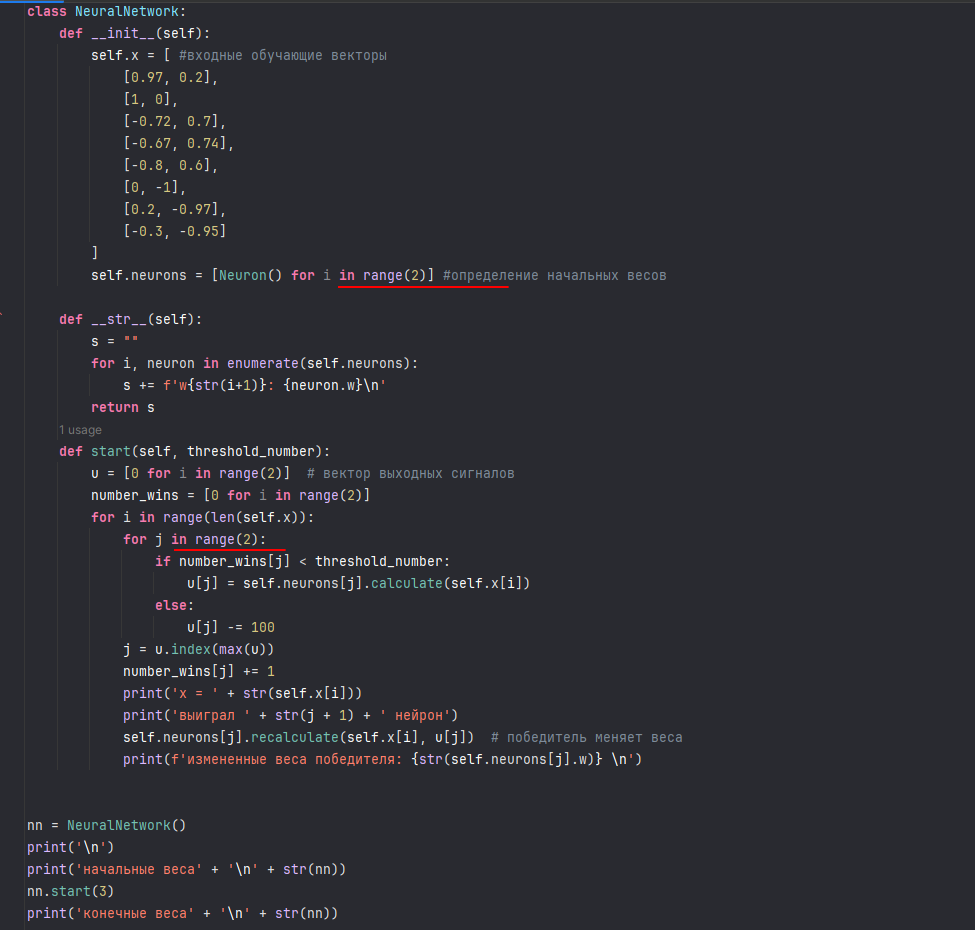 class NeuralNetwork:
    def __init__(self):
        self.x = [ #входные обучающие векторы
            [0.97, 0.2],
            [1, 0],
            [-0.72, 0.7],
            [-0.67, 0.74],
            [-0.8, 0.6],
            [0, -1],
            [0.2, -0.97],
            [-0.3, -0.95]
        ]
        self.neurons = [Neuron() for i in range(2)] #определение начальных весов
    def __str__(self):
        s = ""
        for i, neuron in enumerate(self.neurons):
            s += f'w{str(i+1)}: {neuron.w}\n'
        return s
    1 usage
    def start(self, threshold_number):
        u = [0 for i in range(2)]  # вектор выходных сигналов
        number_wins = [0 for i in range(2)]
        for i in range(len(self.x)):
            for j in range(2):
                if number_wins[j] < threshold_number:
                    u[j] = self.neurons[j].calculate(self.x[i])
                else:
                    u[j] -= 100
            j = u.index(max(u))
            number_wins[j] += 1
            print('x = ' + str(self.x[i]))
            print('выиграл ' + str(j + 1) + ' нейрон')
            self.neurons[j].recalculate(self.x[i], u[j])  # победитель меняет веса
            print(f'измененные веса победителя: {str(self.neurons[j].w)} \n')
nn = NeuralNetwork()
print('\n')
print('начальные веса' + '\n' + str(nn))
nn.start(3)
print('конечные веса' + '\n' + str(nn))